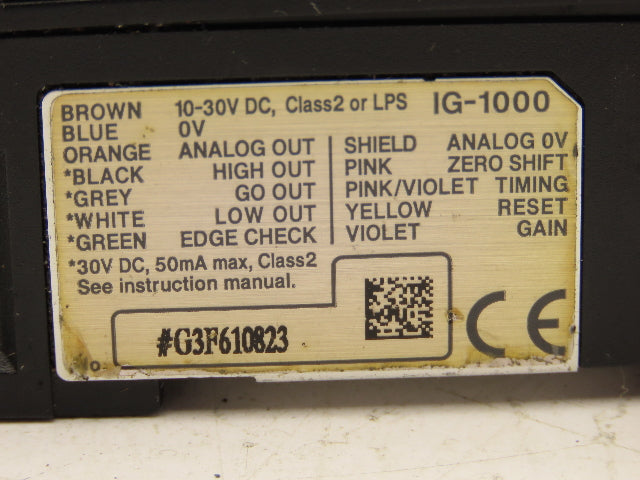 BROWN 10-30V DC, Class2 or LPS IG-1000
BLUE 0V
ORANGE ANALOG OUT
*BLACK HIGH OUT
*GREY GO OUT
*WHITE LOW OUT
*GREEN EDGE CHECK
SHIELD ANALOG 0V
PINK ZERO SHIFT
PINK/VIOLET TIMING
YELLOW RESET
VIOLET GAIN
*30V DC, 50mA max, Class2
See instruction manual.
#G3F610823
CE